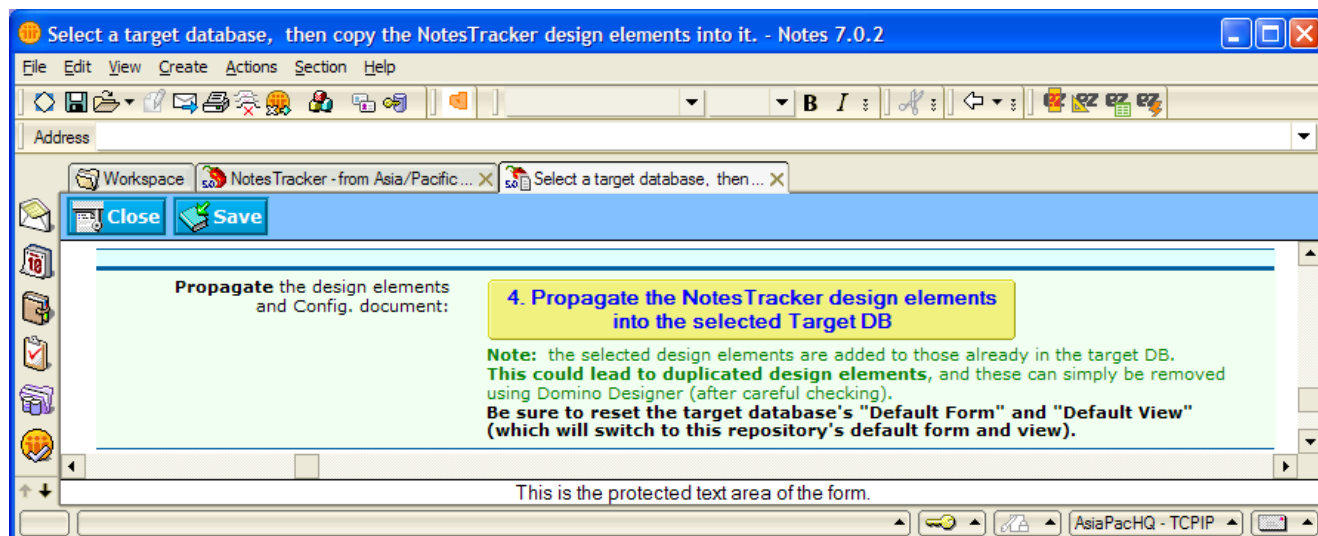 Select a target database,  then copy the NotesTracker design elements into it. - Notes 7.0.2
File Edit View Create Actions Section Help
B I
Address
Workspace
NotesTracker - from Asia/Pacific ...
Select a target database,  then ...
Close
Save
Propagate the design elements
and Config. document:
4. Propagate the NotesTracker design elements
into the selected Target DB
Note:  the selected design elements are added to those already in the target DB.
This could lead to duplicated design elements, and these can simply be removed
using Domino Designer (after careful checking).
Be sure to reset the target database's "Default Form" and "Default View"
(which will switch to this repository's default form and view).
This is the protected text area of the form.
AsiaPacHQ - TCPIP